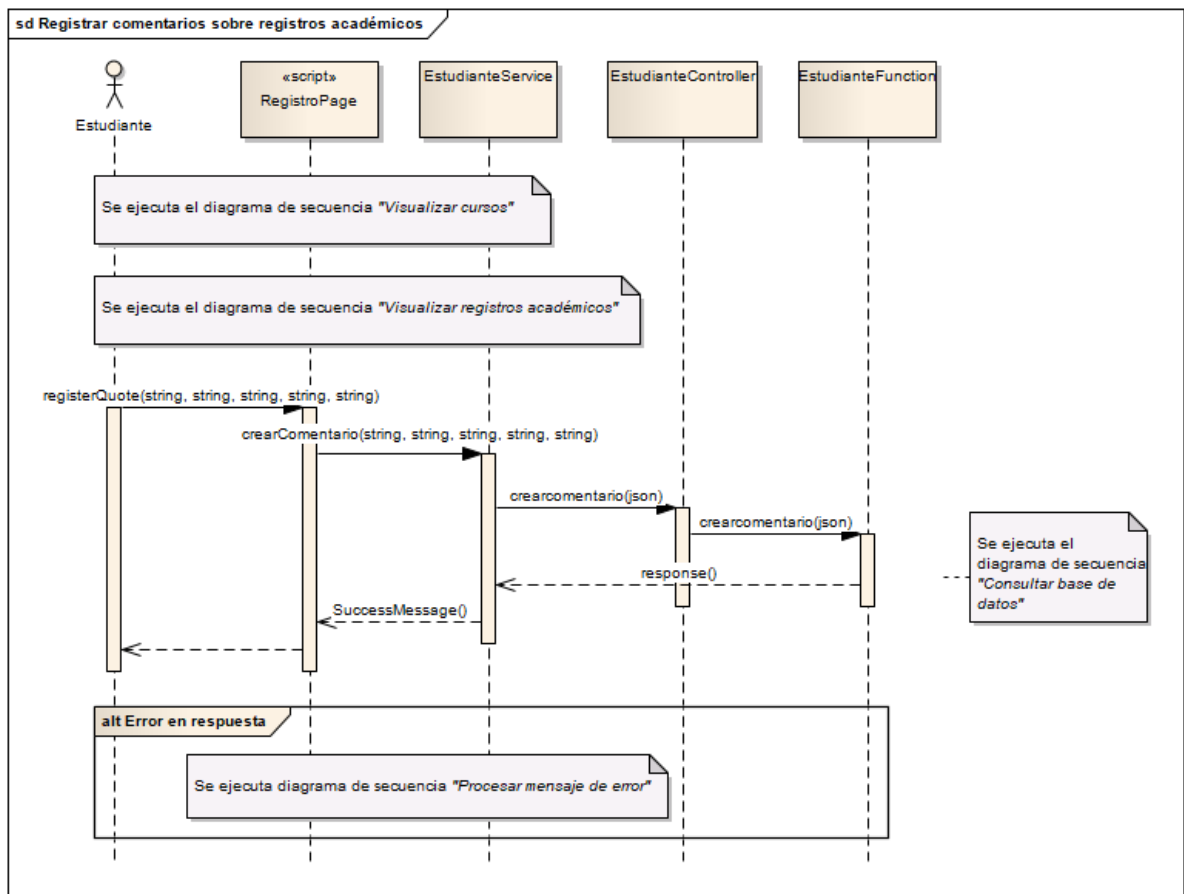 sd Registrar comentarios sobre registros académicos
Estudiante
«script»
RegistroPage
EstudianteService
EstudianteController
EstudianteFunction
Se ejecuta el diagrama de secuencia "Visualizar cursos"
Se ejecuta el diagrama de secuencia "Visualizar registros académicos"
registerQuote(string, string, string, string, string)
crearComentario(string, string, string, string, string)
crearcomentario(json)
crearcomentario(json)
Se ejecuta el
diagrama de secuencia
"Consultar base de
datos"
response()
SuccessMessage()
alt Error en respuesta
Se ejecuta diagrama de secuencia "Procesar mensaje de error"